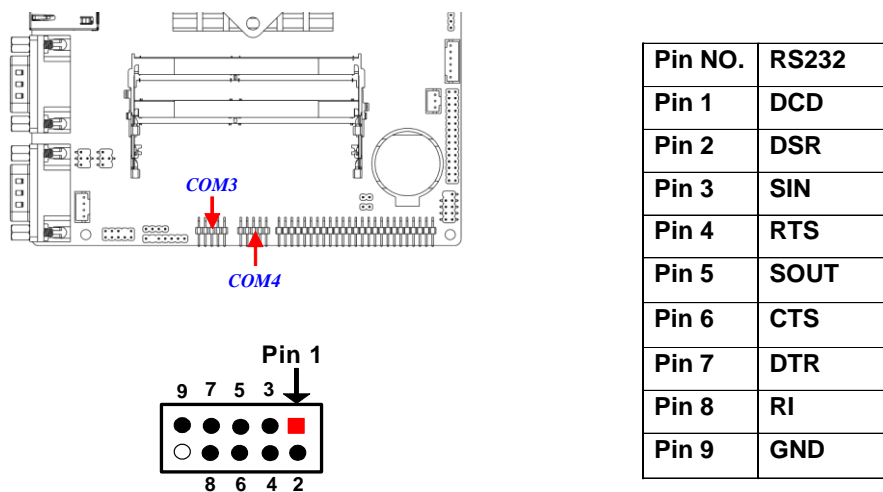 COM3
COM4
Pin 1
9 7 5 3
8 6 4 2
Pin NO. RS232
Pin 1 DCD
Pin 2 DSR
Pin 3 SIN
Pin 4 RTS
Pin 5 SOUT
Pin 6 CTS
Pin 7 DTR
Pin 8 RI
Pin 9 GND